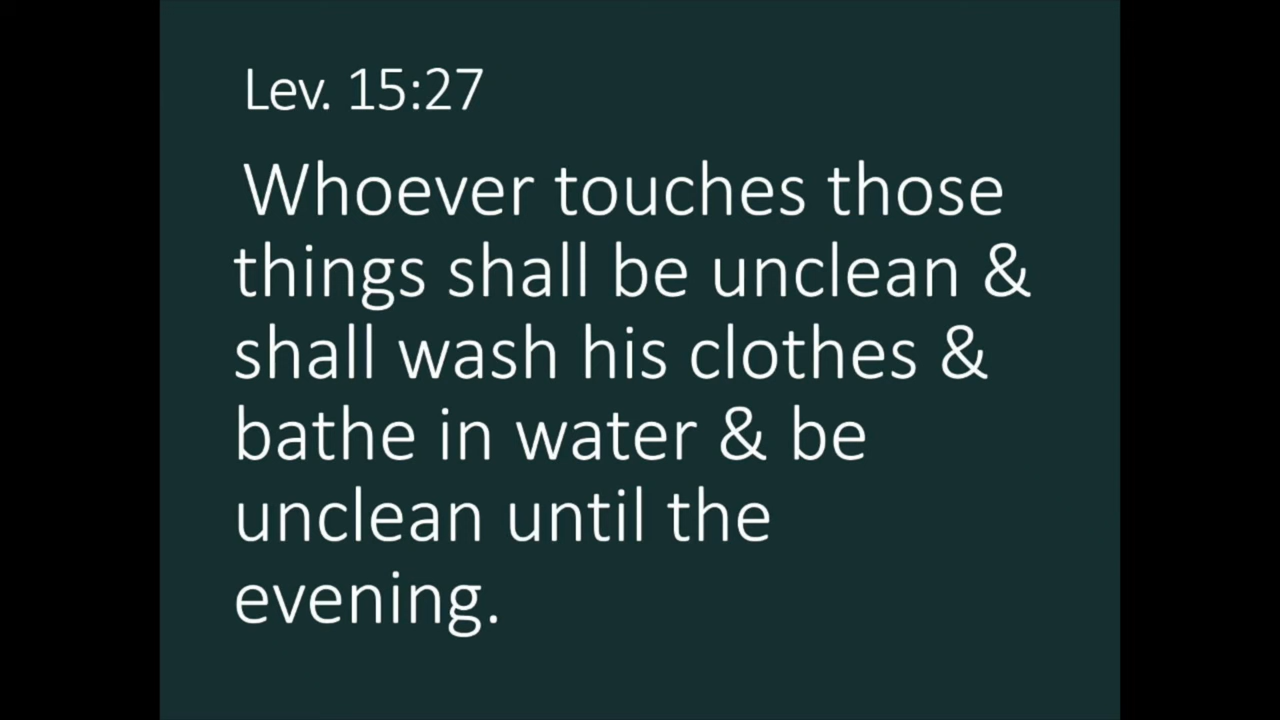 Lev. 15:27
Whoever touches those
things shall be unclean &
shall wash his clothes &
bathe in water & be
unclean until the
evening.